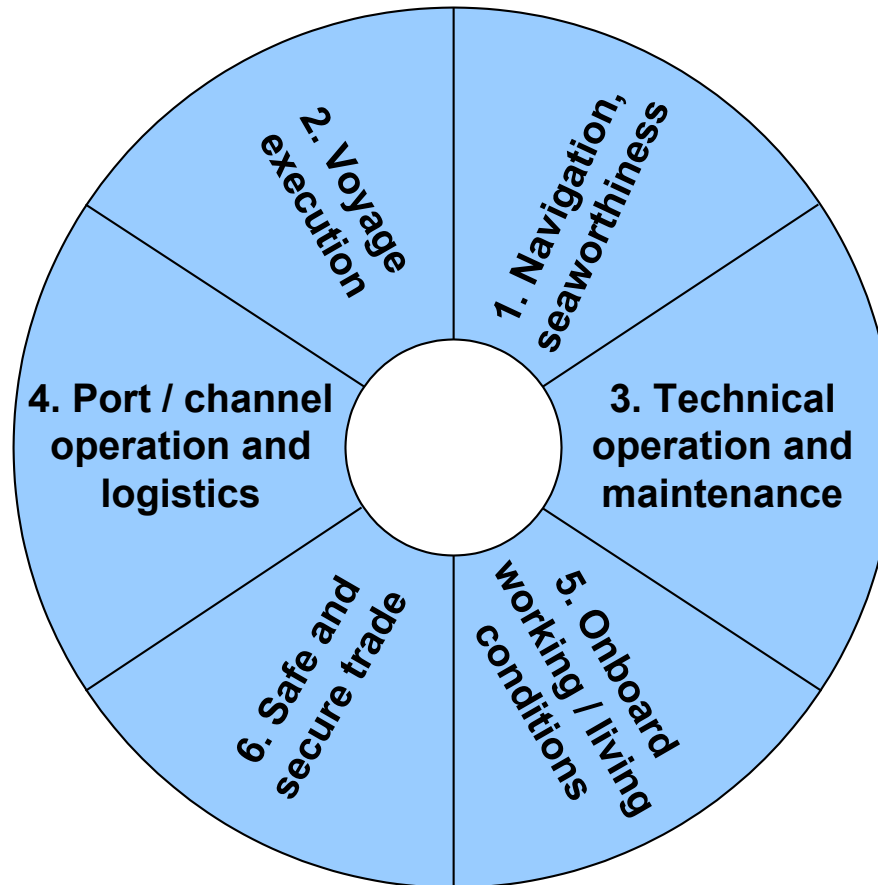 1. Navigation,
seaworthiness
2. Voyage
execution
3. Technical
operation and
maintenance
4. Port / channel
operation and
logistics
5. Onboard
working / living
conditions
6. Safe and
secure trade